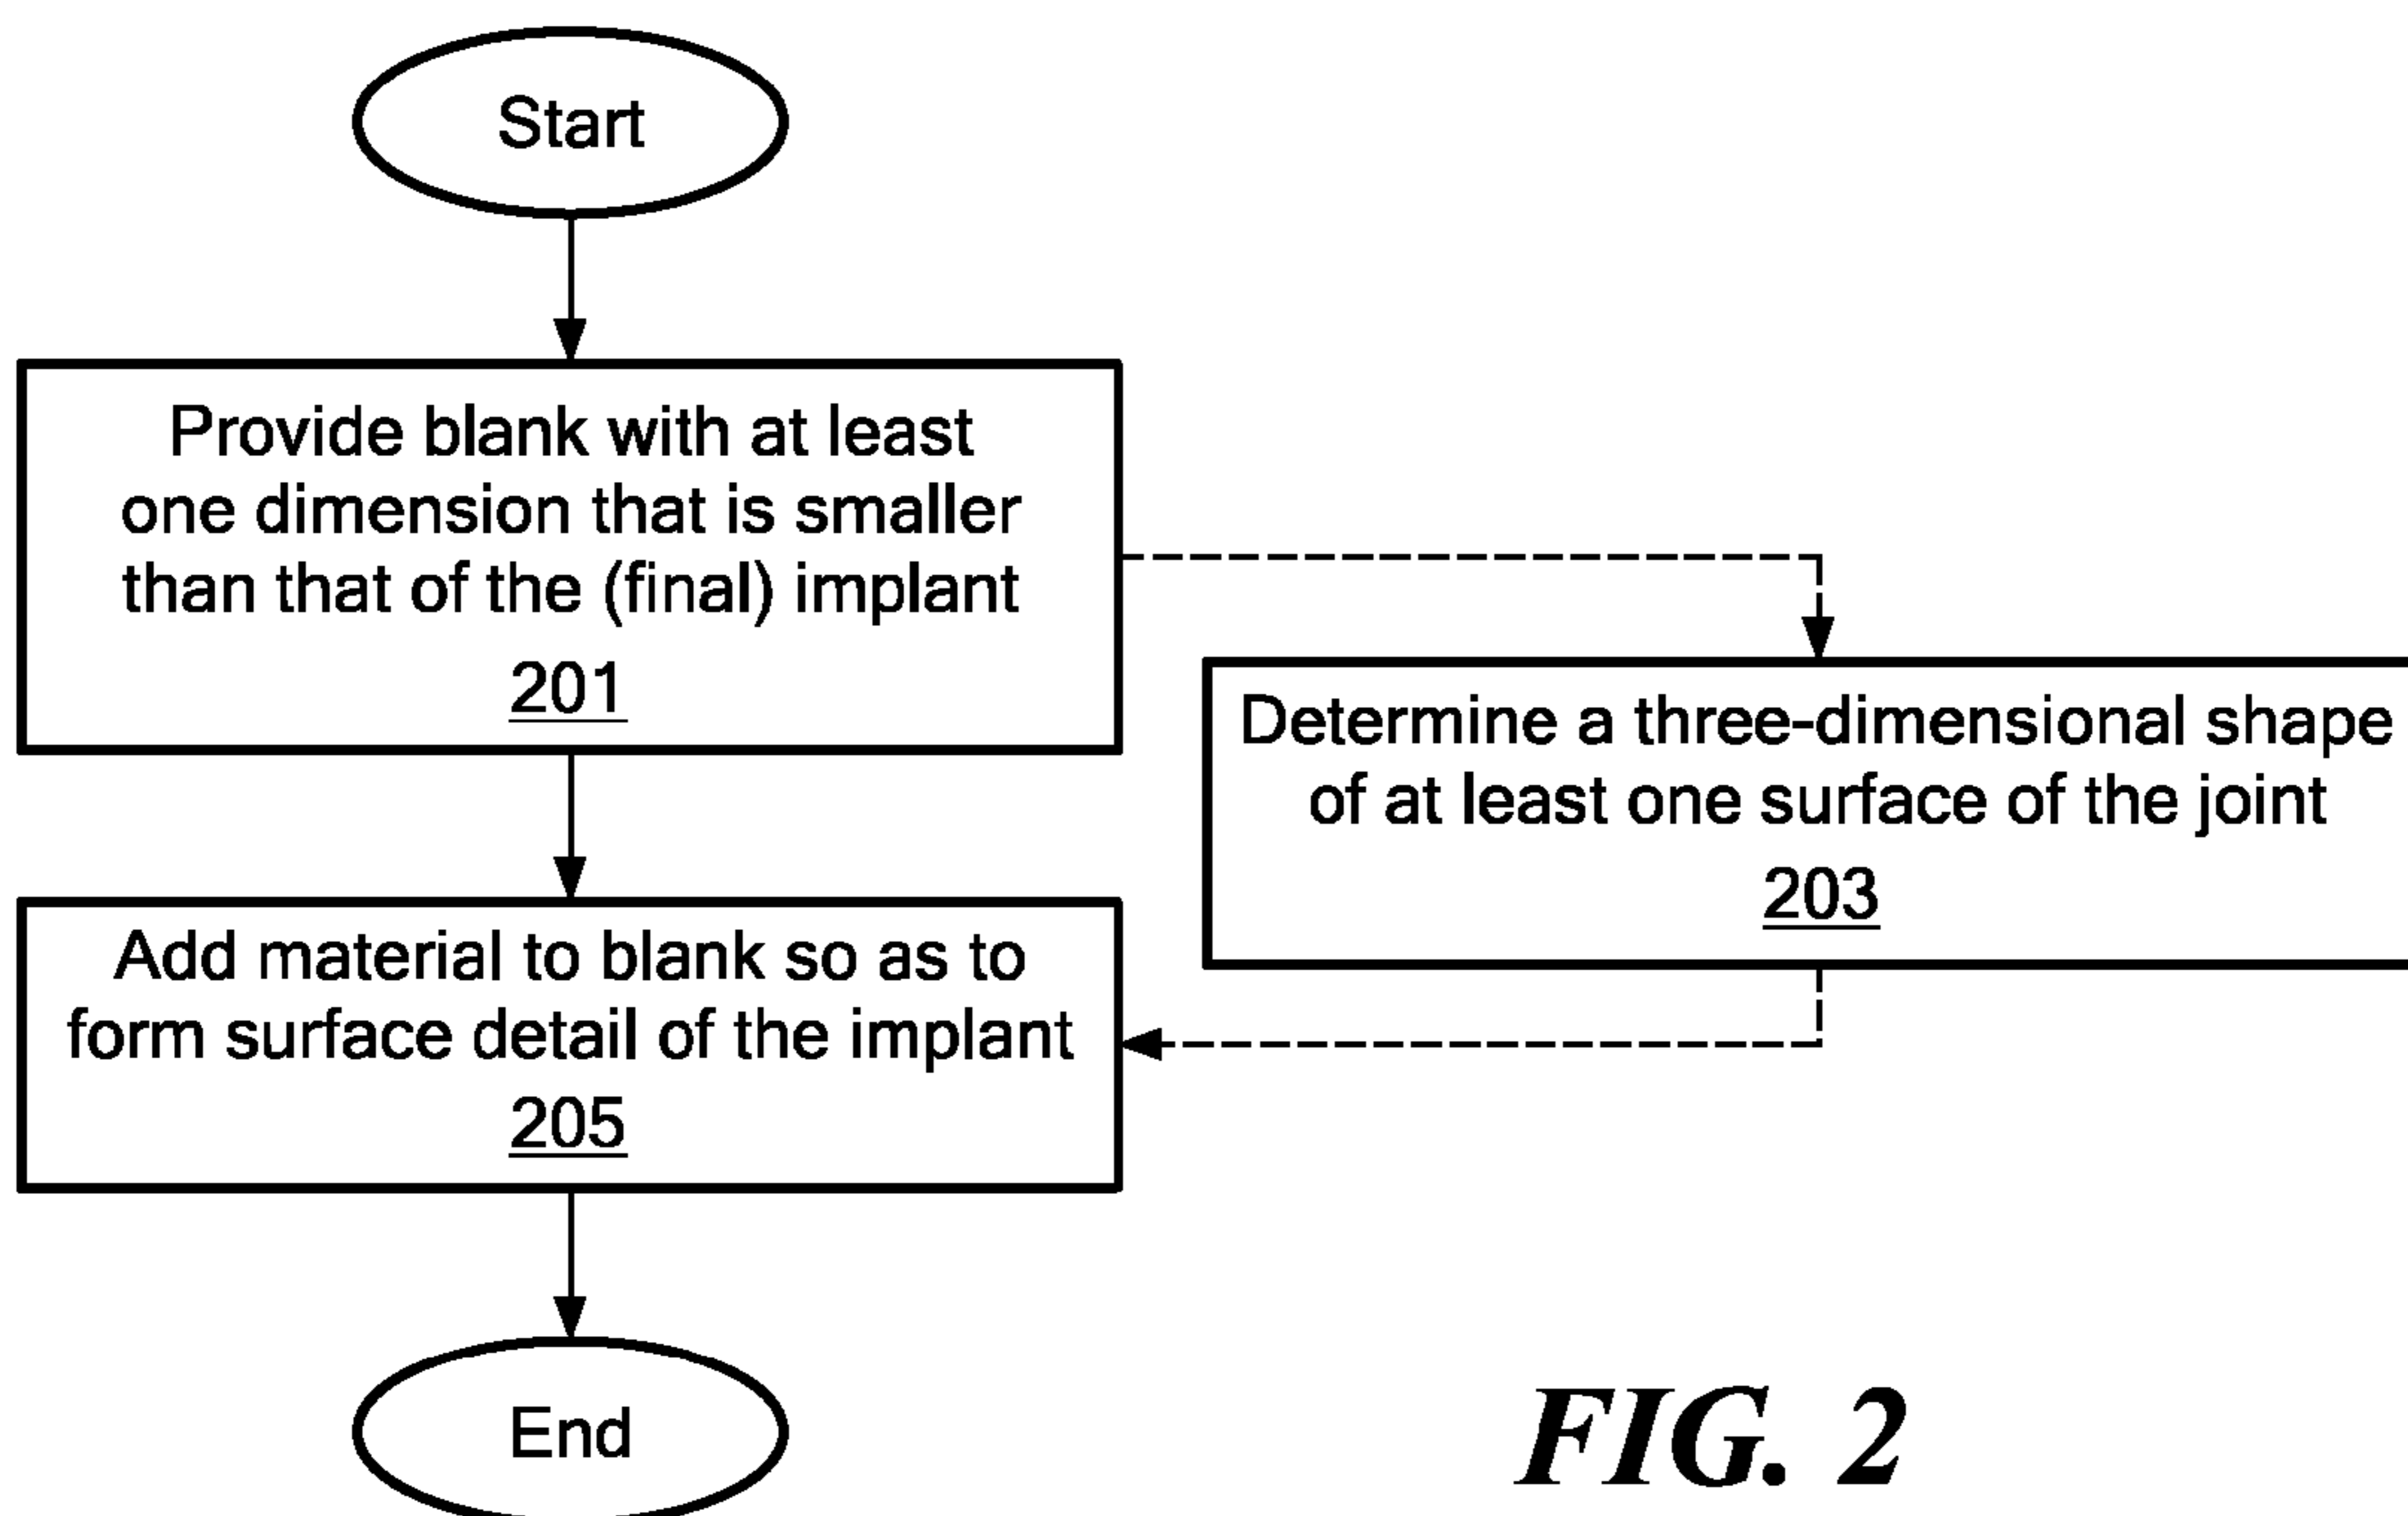 Start
Provide blank with at least
one dimension that is smaller
than that of the (final) implant
201
Determine a three-dimensional shape
of at least one surface of the joint
203
Add material to blank so as to
form surface detail of the implant
205
End
FIG. 2